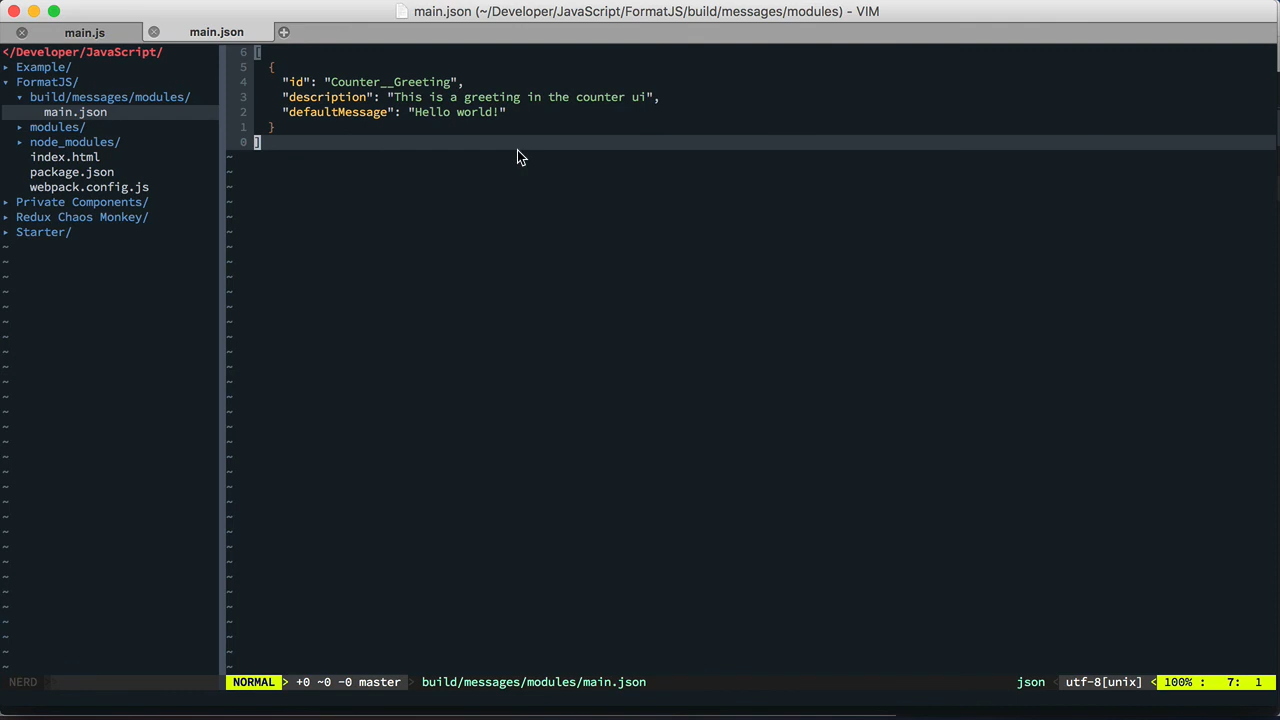 main.json (~/Developer/JavaScript/FormatJS/build/messages/modules) - VIM
main.js
main.json
</Developer/JavaScript/
▸ Example/
▾ FormatJS/
▾ build/messages/modules/
main.json
▸ modules/
▸ node_modules/
index.html
package.json
webpack.config.js
▸ Private Components/
▸ Redux Chaos Monkey/
▸ Starter/
6 [
5 {
4 "id": "Counter__Greeting",
3 "description": "This is a greeting in the counter ui",
2 "defaultMessage": "Hello world!"
1 }
0 ]
NERD
NORMAL > +0 ~0 -0 master > build/messages/modules/main.json json < utf-8[unix] < 100% : 7: 1